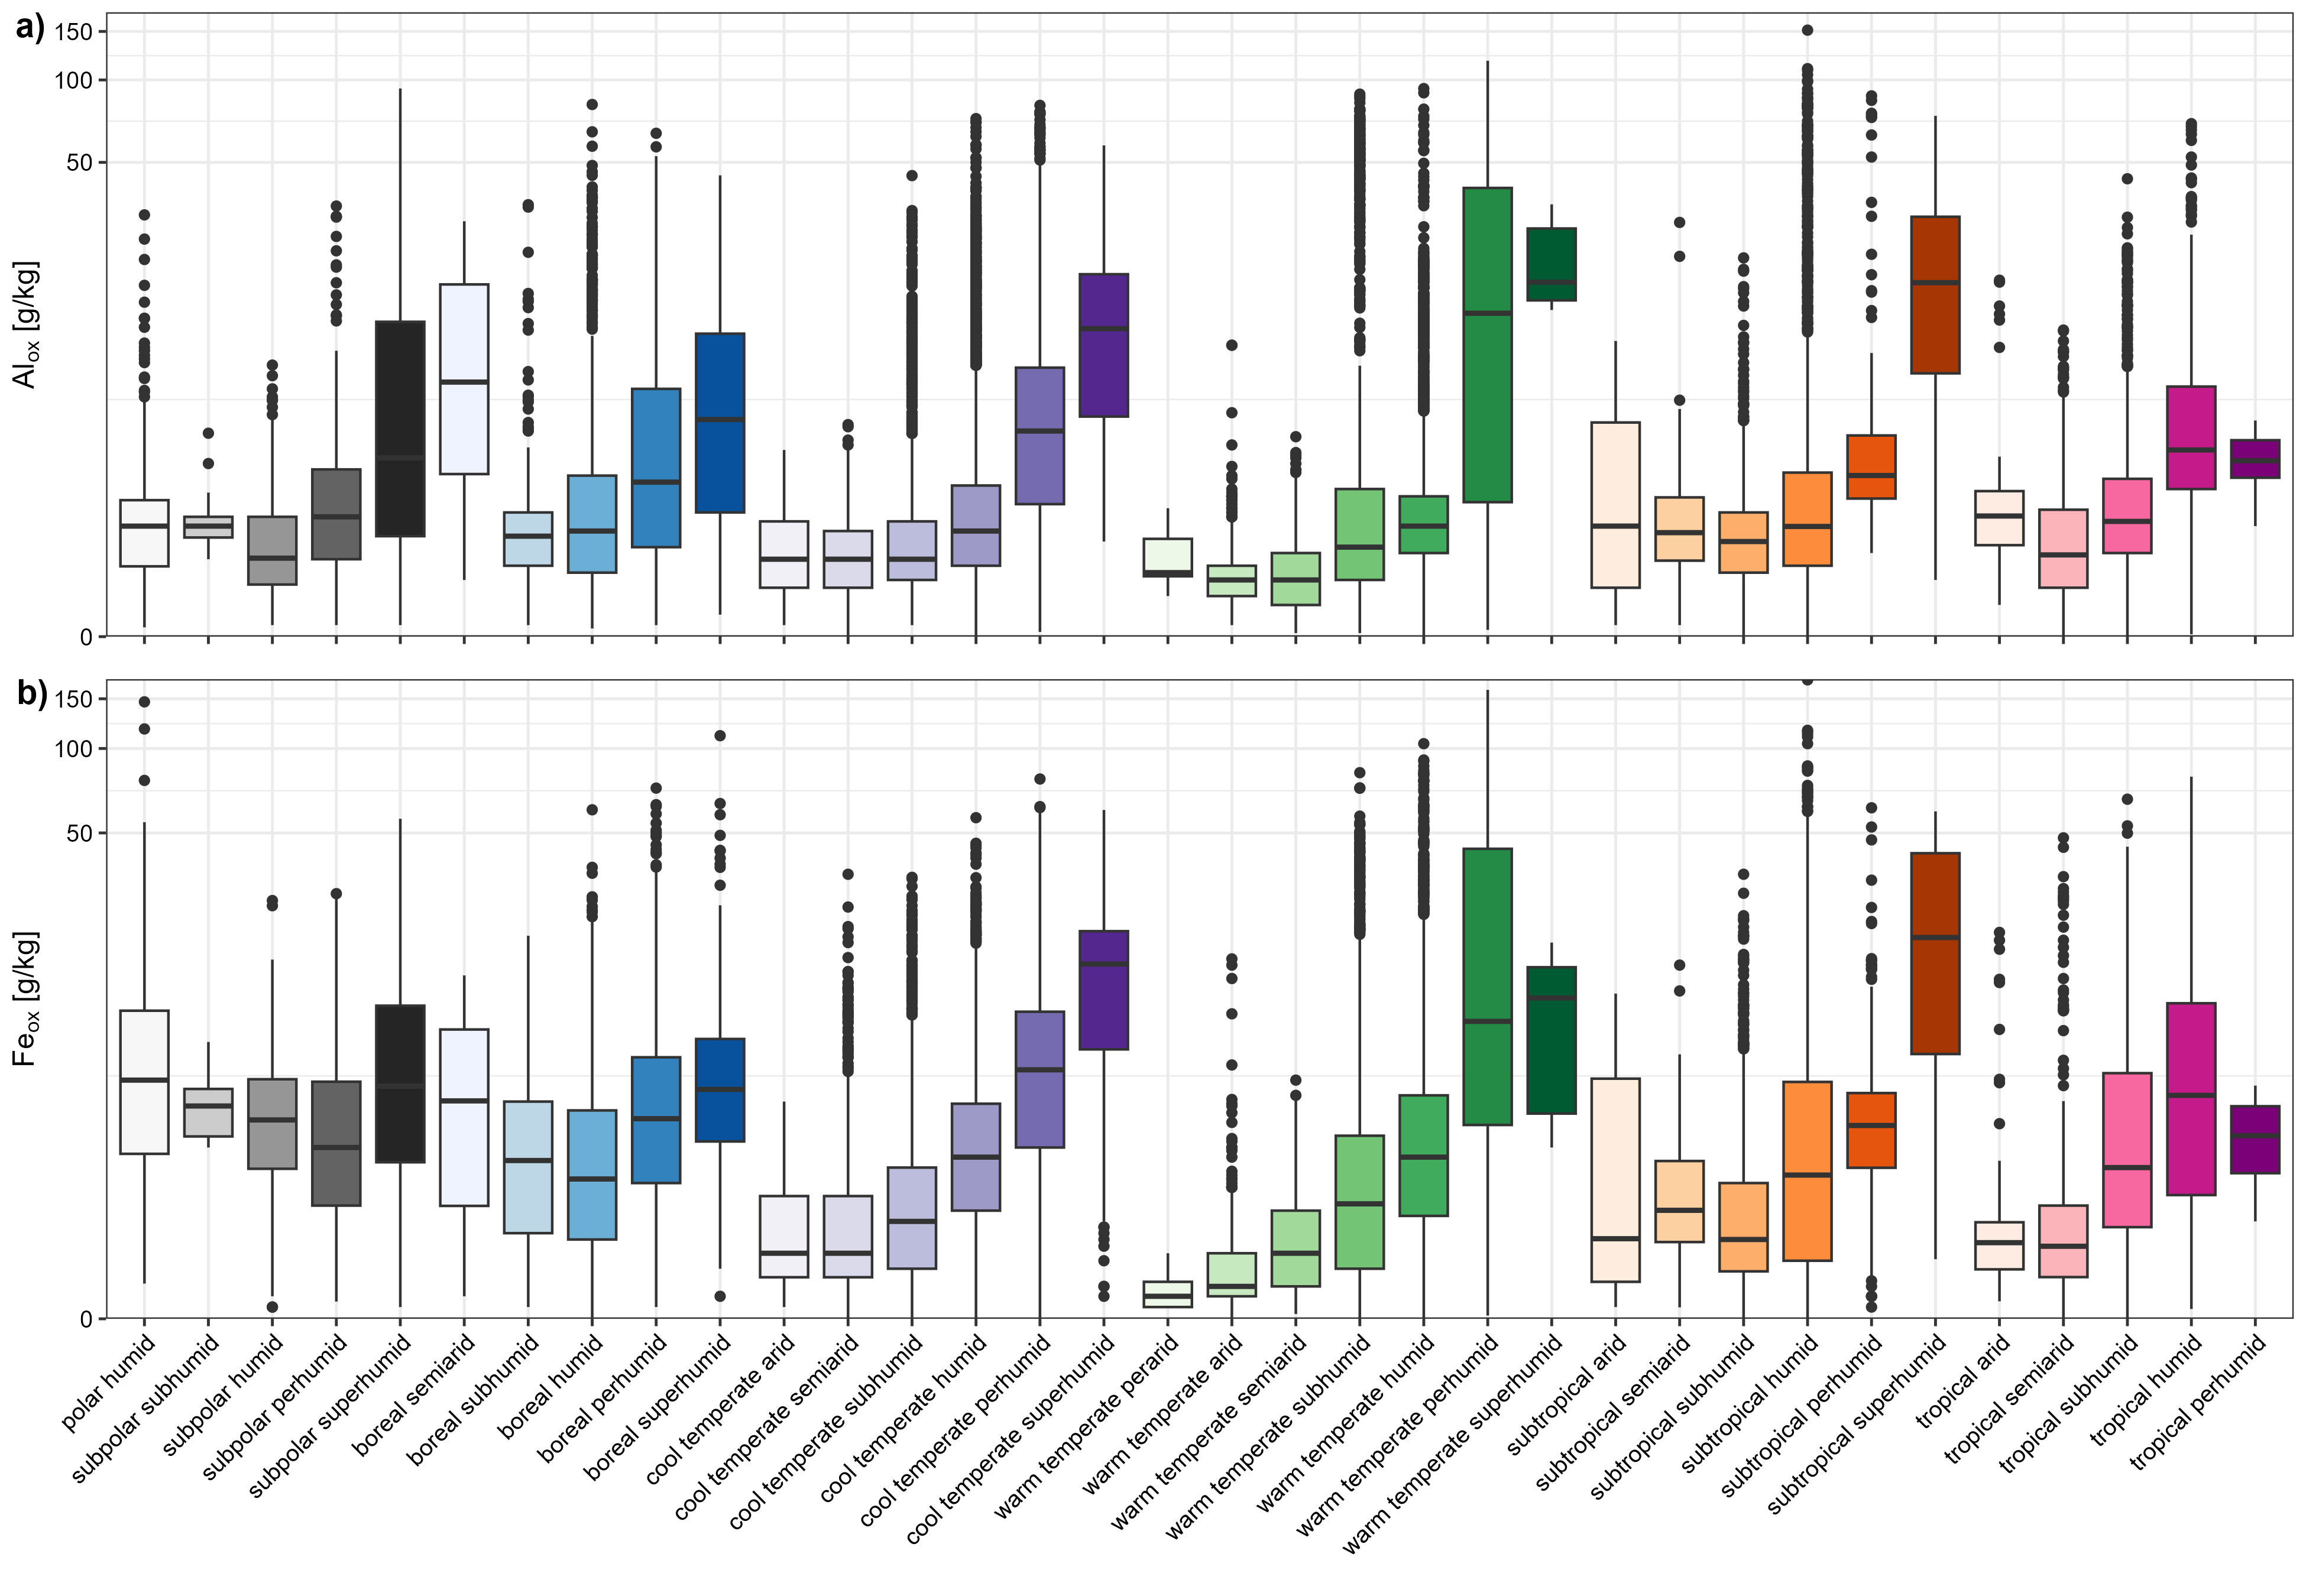 a)
150
100
50
0
Al ox [g/kg]
b)
150
100
50
0
Fe ox [g/kg]
polar humid
subpolar subhumid
subpolar humid
subpolar perhumid
subpolar superhumid
boreal semiarid
boreal subhumid
boreal humid
boreal perhumid
boreal superhumid
cool temperate arid
cool temperate semiarid
cool temperate subhumid
cool temperate humid
cool temperate perhumid
cool temperate superhumid
warm temperate perarid
warm temperate arid
warm temperate semiarid
warm temperate subhumid
warm temperate humid
warm temperate perhumid
warm temperate superhumid
subtropical arid
subtropical semiarid
subtropical subhumid
subtropical humid
subtropical perhumid
subtropical superhumid
tropical arid
tropical semiarid
tropical subhumid
tropical humid
tropical perhumid